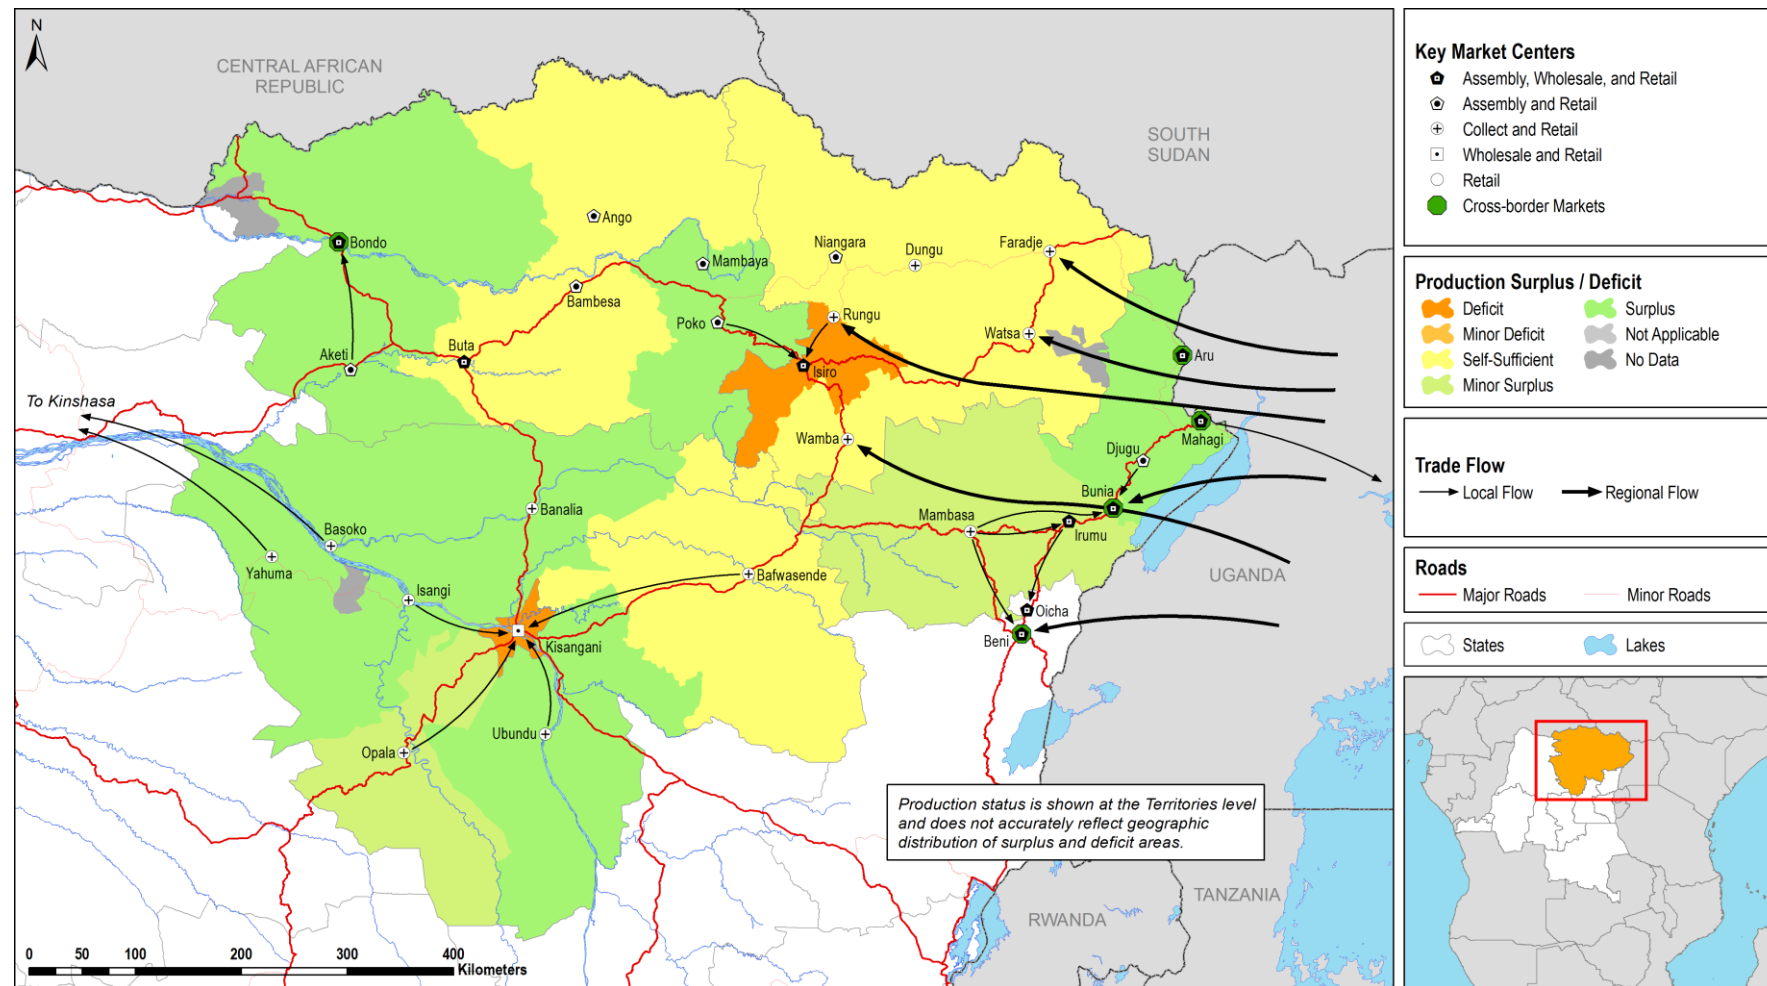 N
CENTRAL AFRICAN
REPUBLIC
SOUTH
SUDAN
Ango
Bondo
Mambaya
Niangara
Dungu
Faradje
Bambesa
Poko
Rungu
Watsa
Aru
Buta
Aketi
Isiro
To Kinshasa
Wamba
Mahagi
Djugu
Bunia
Banalia
Mambasa
Irumu
Basoko
Yahuma
Bafwasende
UGANDA
Isangi
Oicha
Beni
Kisangani
Ubundu
Opala
Production status is shown at the Territories level
and does not accurately reflect geographic
distribution of surplus and deficit areas.
TANZANIA
RWANDA
0 50 100 200 300 400
Kilometers
Key Market Centers
Assembly, Wholesale, and Retail
Assembly and Retail
Collect and Retail
Wholesale and Retail
Retail
Cross-border Markets
Production Surplus / Deficit
Deficit
Minor Deficit
Self-Sufficient
Minor Surplus
Surplus
Not Applicable
No Data
Trade Flow
Local Flow
Regional Flow
Roads
Major Roads
Minor Roads
States
Lakes